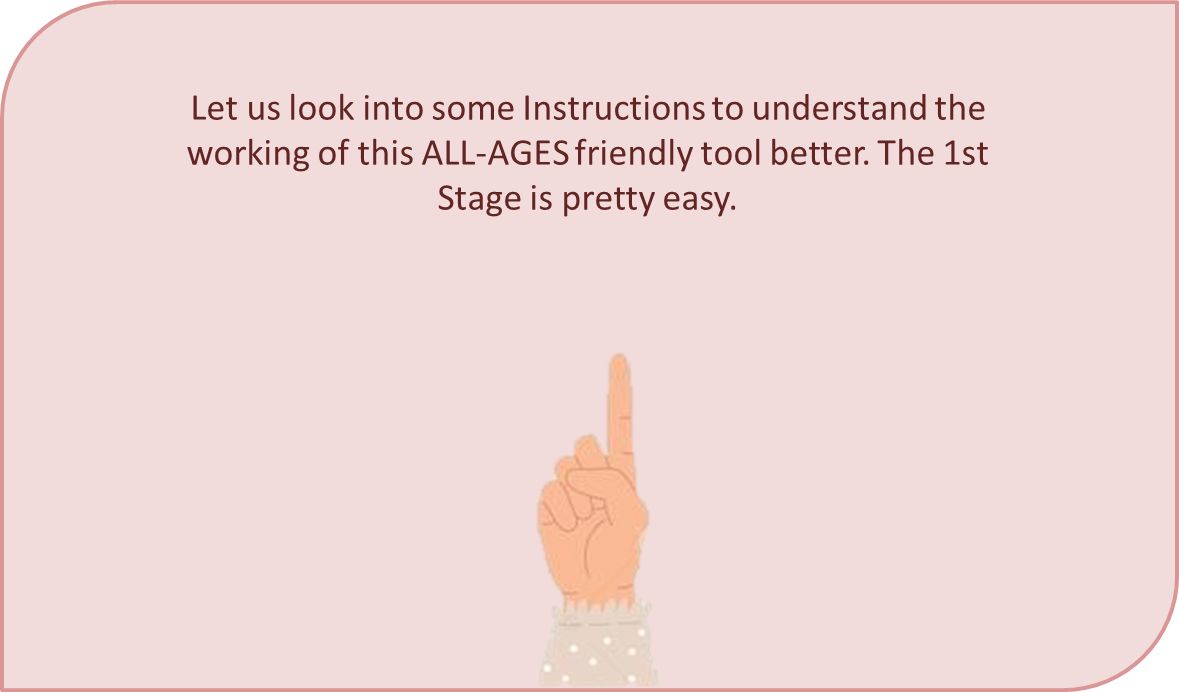 Let us look into some Instructions to understand the
working of this ALL-AGES friendly tool better. The 1st
Stage is pretty easy.